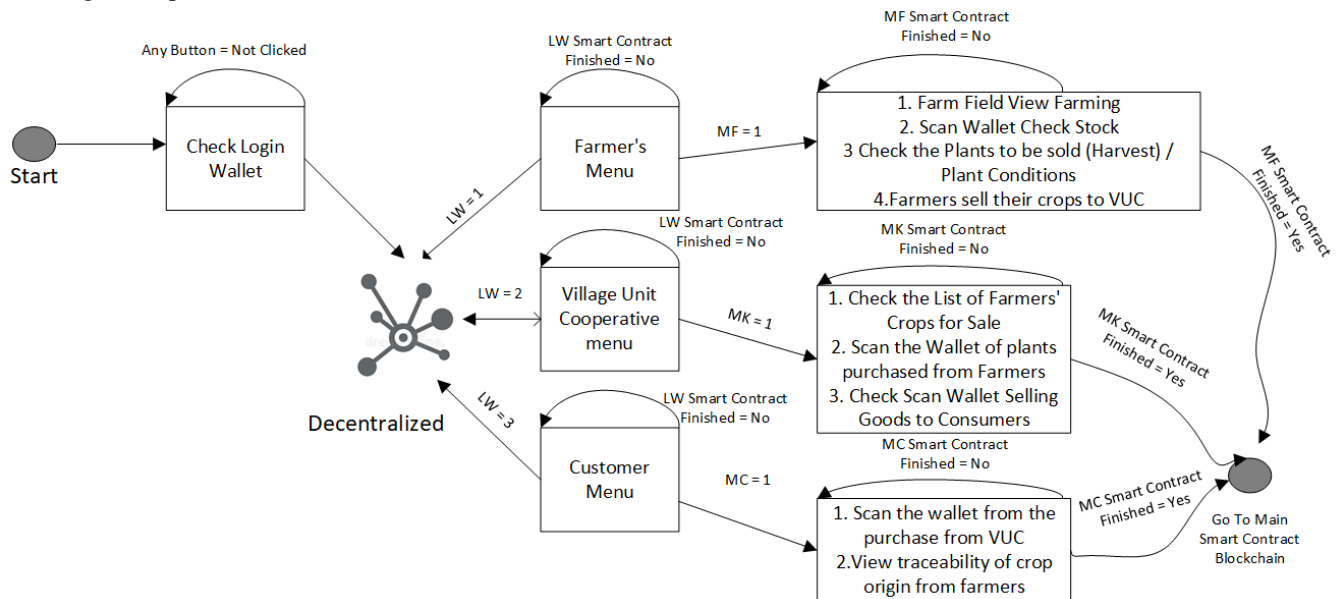 MF Smart Contract
Finished = No
LW Smart Contract
Finished = No
Any Button = Not Clicked
Start
Check Login
Wallet
Farmer's
Menu
MF = 1
1. Farm Field View Farming
2. Scan Wallet Check Stock
3 Check the Plants to be sold (Harvest) /
Plant Conditions
4.Farmers sell their crops to VUC
MF Smart Contract
Finished = Yes
LW = 1
LW Smart Contract
Finished = No
MK Smart Contract
Finished = No
LW = 2
Village Unit
Cooperative
menu
MK = 1
1. Check the List of Farmers'
Crops for Sale
2. Scan the Wallet of plants
purchased from Farmers
3. Check Scan Wallet Selling
Goods to Consumers
MK Smart Contract
Finished = Yes
Decentralized
LW = 3
LW Smart Contract
Finished = No
MC Smart Contract
Finished = No
Customer
Menu
MC = 1
1. Scan the wallet from the
purchase from VUC
2.View traceability of crop
origin from farmers
MC Smart Contract
Finished = Yes
Go To Main
Smart Contract
Blockchain